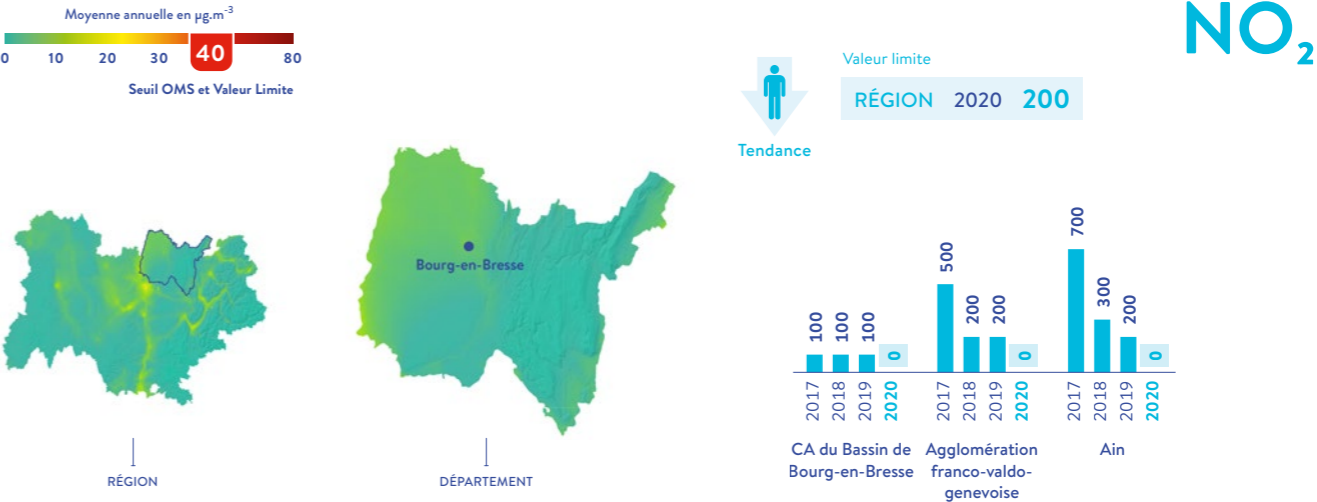 Moyenne annuelle en µg.m-3
0 10 20 30 40 80
Seuil OMS et Valeur Limite
Bourg-en-Bresse
RÉGION
DÉPARTEMENT
NO2
Valeur limite
RÉGION 2020 200
Tendance
100 100 100 0
2017 2018 2019 2020
CA du Bassin de
Bourg-en-Bresse
500 200 200 0
2017 2018 2019 2020
Agglomération
franco-valdo-
genevoise
700 300 200 0
2017 2018 2019 2020
Ain